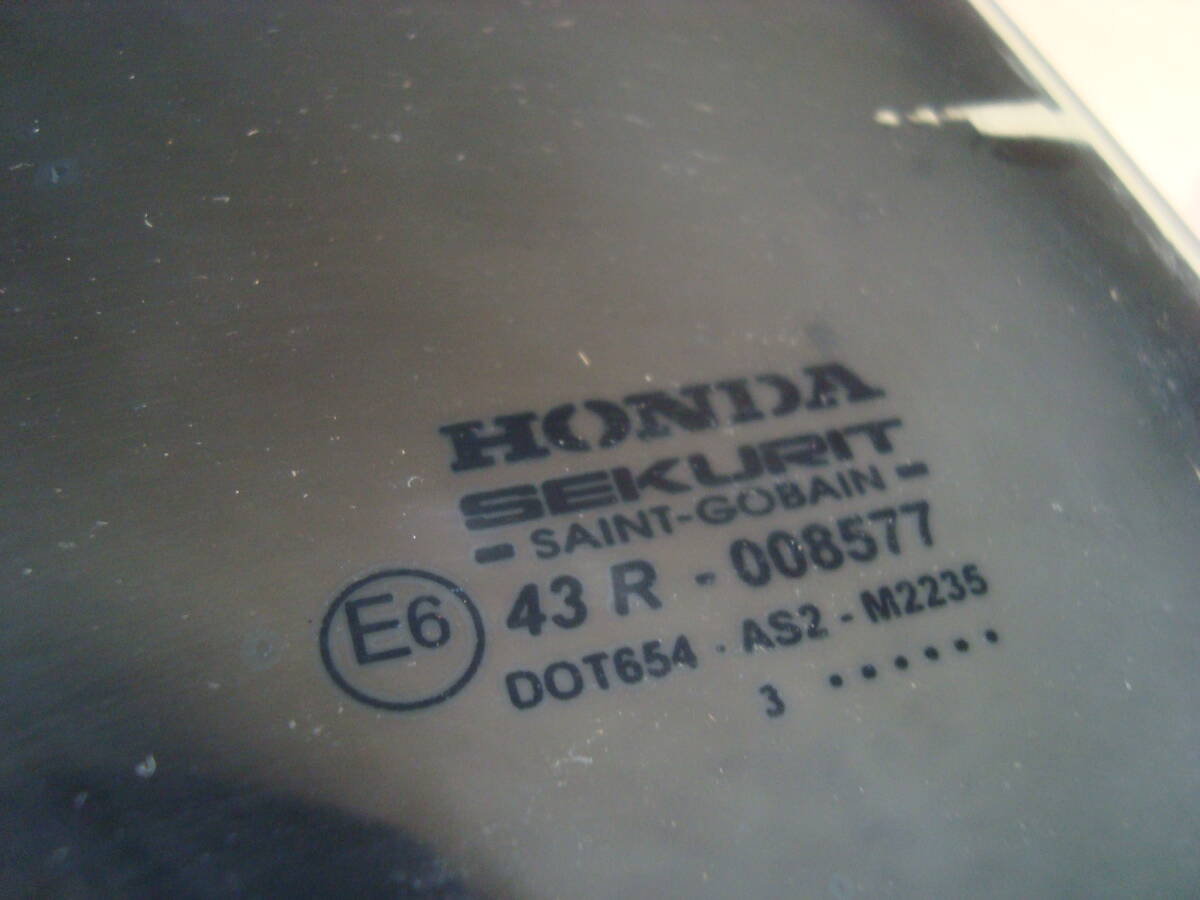 HONDA
SEKURIT
- SAINT-GOBAIN -
E6 43 R - 008577
DOT654 · AS2 - M2235
3 ••••••